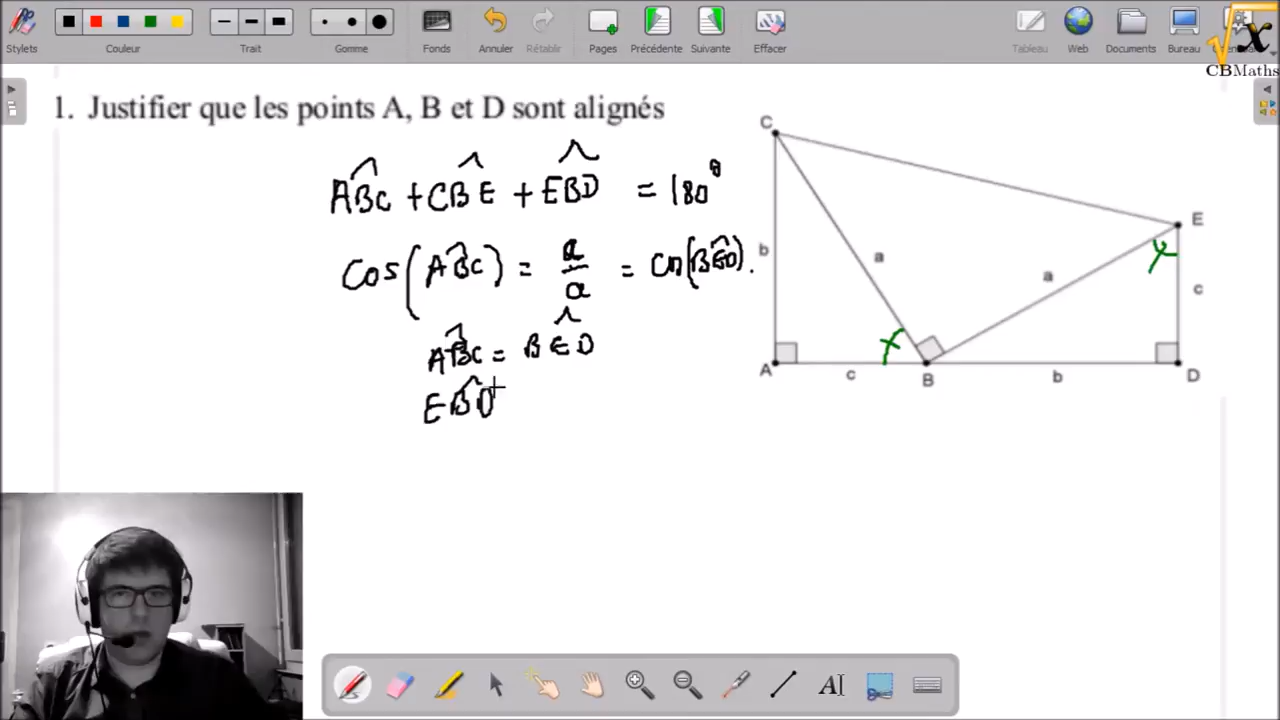 Stylets Couleur Trait Gomme Fonds Annuler Rétablir Pages Précédente Suivante Effacer Tableau Web Documents Bureau
CBMaths
1. Justifier que les points A, B et D sont alignés
ABC + CBE + EBD = 180°
cos(ABC) = a/a = cos(BED).
ABC = BED
EBD
C
E
b
a
a
c
A
c
B
b
D
AI